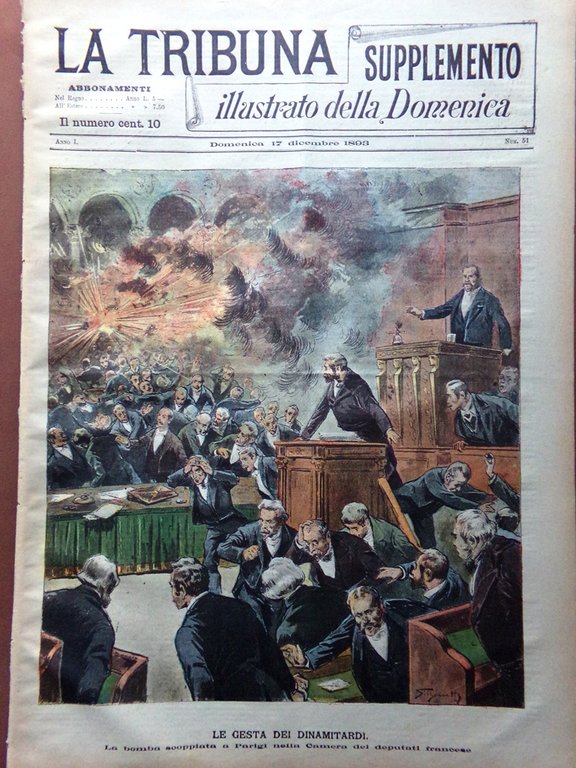 LA TRIBUNA
SUPPLEMENTO
illustrato della Domenica
ABBONAMENTI
Nel Regno........ Anno L. 5 —
All' Estero » » 7.50
Il numero cent. 10
ANNO I.
Domenica 17 dicembre 1893
NUM. 51
LE GESTA DEI DINAMITARDI.
La bomba scoppiata a Parigi nella Camera dei deputati francese